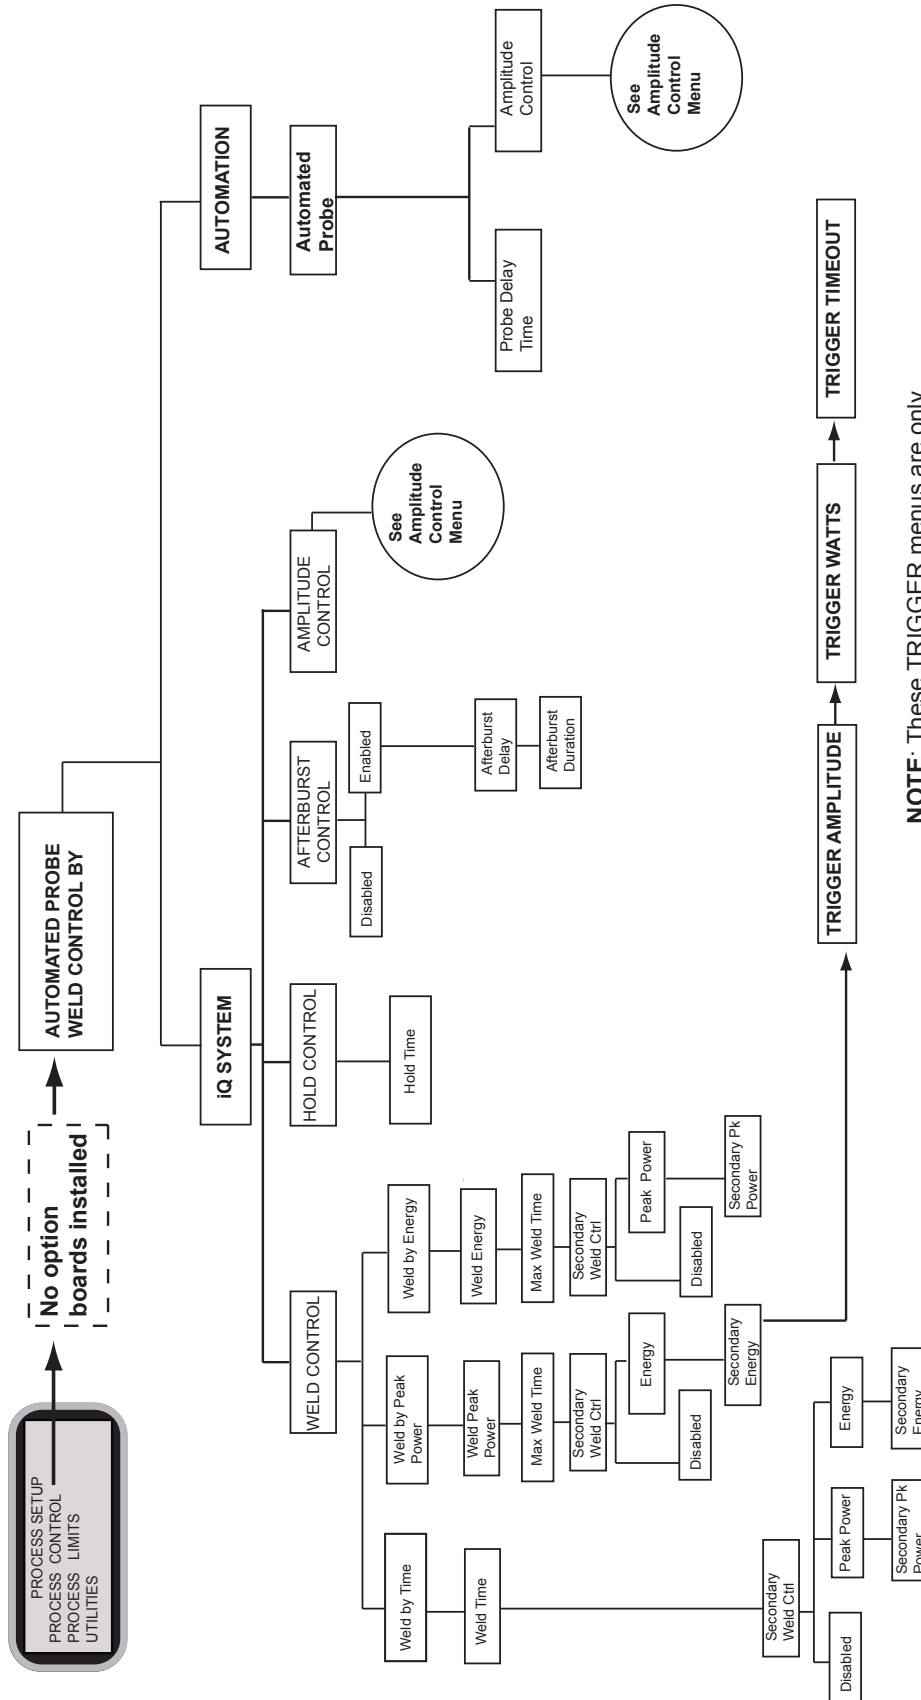 PROCESS SETUP
PROCESS CONTROL
PROCESS LIMITS
UTILITIES
No option
boards installed
AUTOMATED PROBE
WELD CONTROL BY
iQ SYSTEM
AUTOMATION
WELD CONTROL
HOLD CONTROL
AFTERBURST
CONTROL
AMPLITUDE
CONTROL
Automated
Probe
Weld by Time
Weld by Peak
Power
Weld by Energy
Hold Time
Disabled
Enabled
See
Amplitude
Control
Menu
Weld Time
Weld Peak
Power
Weld Energy
Afterburst
Delay
Afterburst
Duration
Probe Delay
Time
Amplitude
Control
See
Amplitude
Control
Menu
Max Weld Time
Max Weld Time
Secondary
Weld Ctrl
Secondary
Weld Ctrl
Disabled
Energy
Disabled
Peak Power
Secondary
Energy
Secondary Pk
Power
Secondary
Weld Ctrl
Disabled
Peak Power
Energy
Secondary Pk
Power
Secondary
Energy
TRIGGER AMPLITUDE
TRIGGER WATTS
TRIGGER TIMEOUT
NOTE: These TRIGGER menus are only